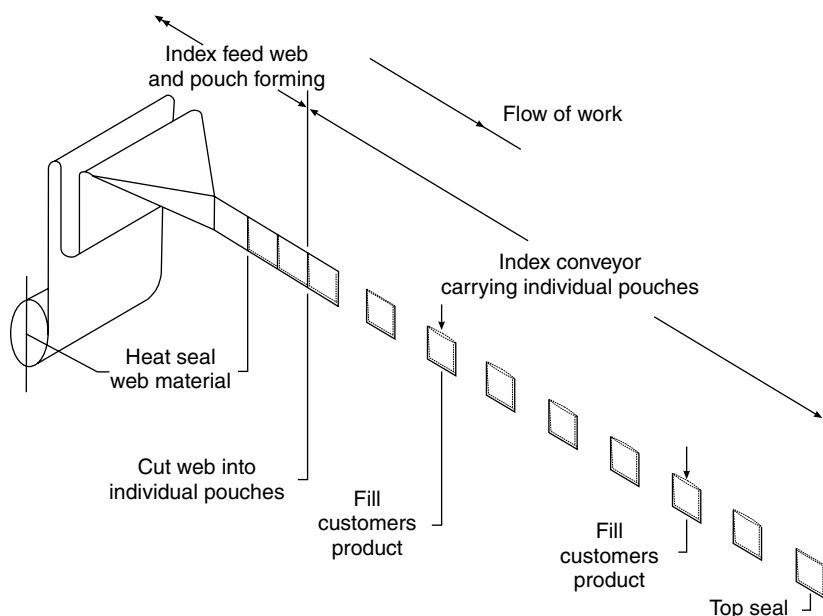 Index feed web
and pouch forming
Flow of work
Index conveyor
carrying individual pouches
Heat seal
web material
Cut web into
individual pouches
Fill
customers
product
Fill
customers
product
Top seal